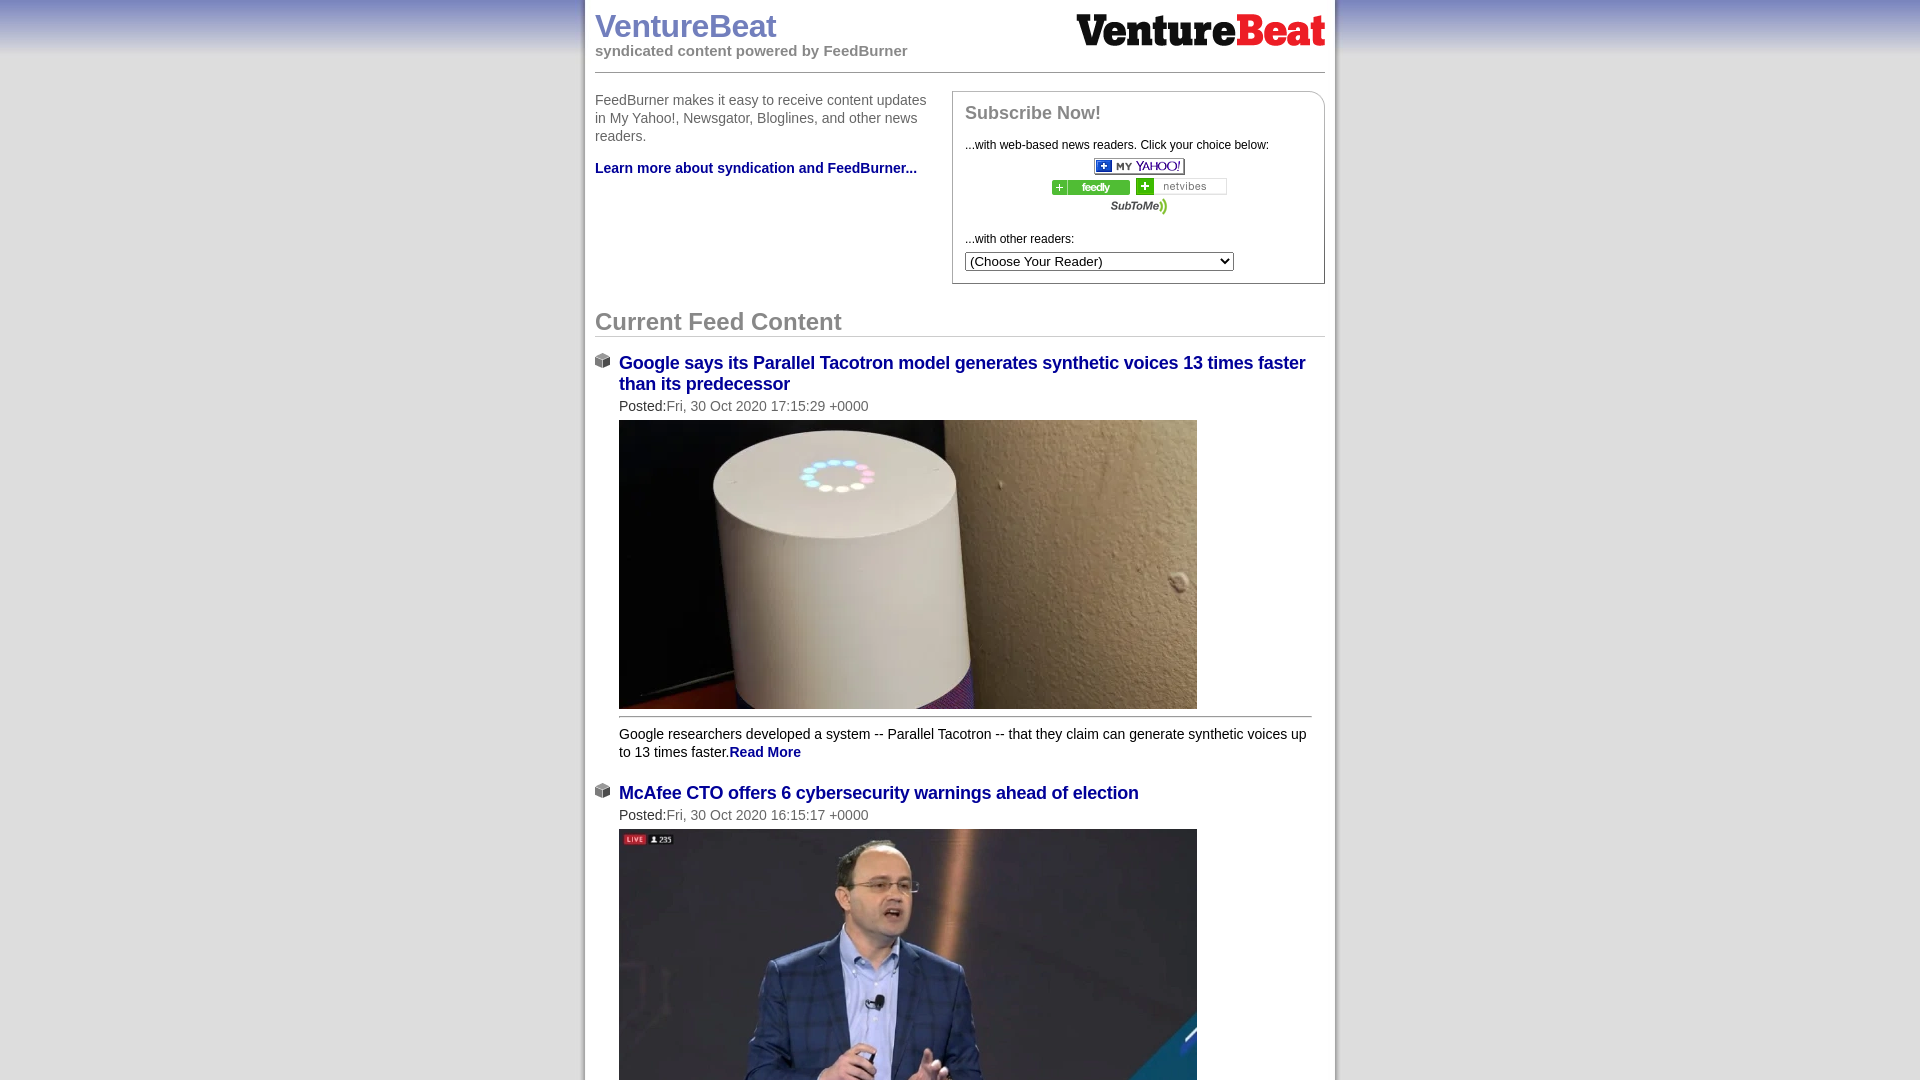 VentureBeat
syndicated content powered by FeedBurner
VentureBeat
FeedBurner makes it easy to receive content updates
in My Yahoo!, Newsgator, Bloglines, and other news
readers.
Learn more about syndication and FeedBurner...
Subscribe Now!
...with web-based news readers. Click your choice below:
MY YAHOO!
feedly
netvibes
SubToMe
...with other readers:
(Choose Your Reader)
Current Feed Content
Google says its Parallel Tacotron model generates synthetic voices 13 times faster
than its predecessor
Posted:Fri, 30 Oct 2020 17:15:29 +0000
Google researchers developed a system -- Parallel Tacotron -- that they claim can generate synthetic voices up
to 13 times faster.Read More
McAfee CTO offers 6 cybersecurity warnings ahead of election
Posted:Fri, 30 Oct 2020 16:15:17 +0000
LIVE 235